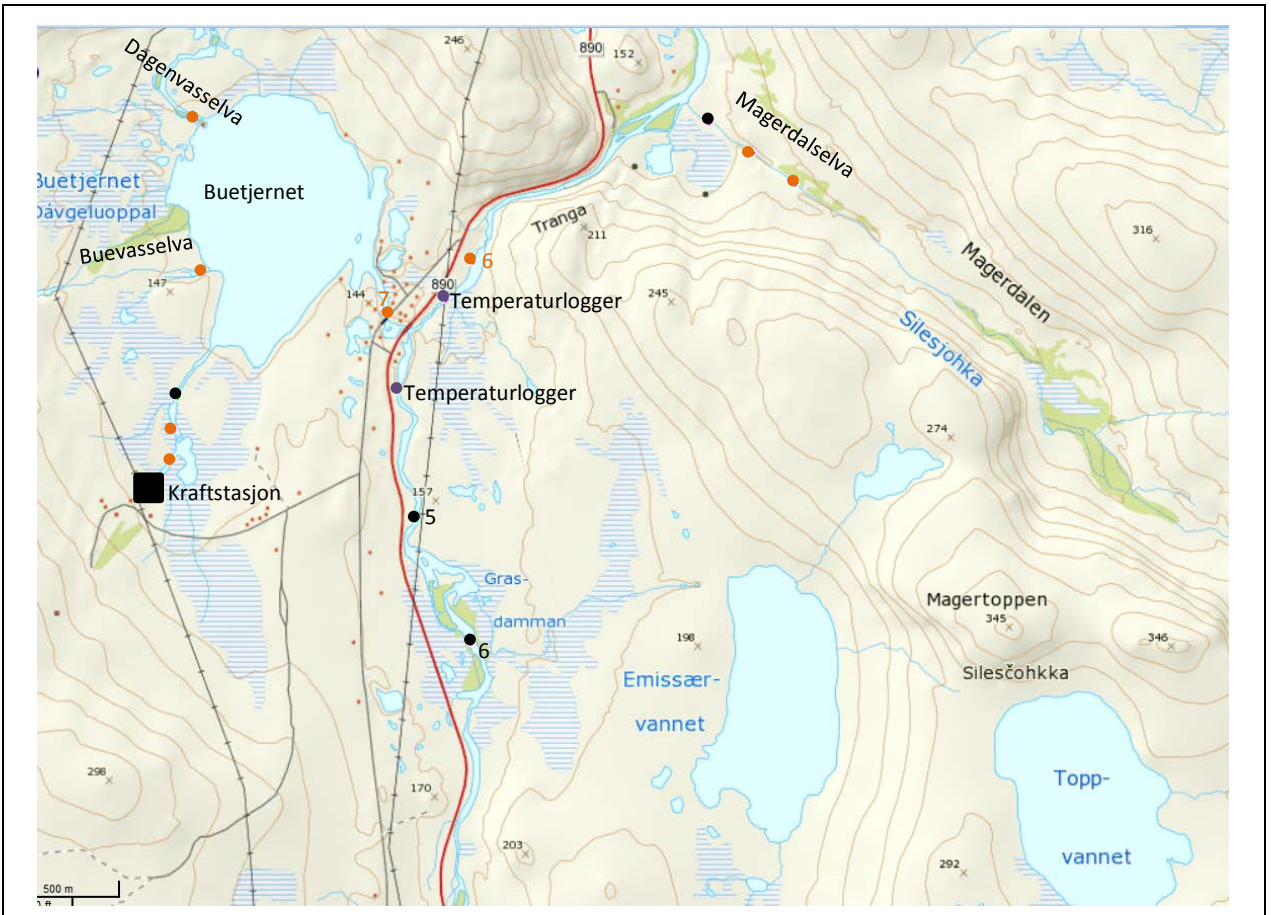 246
890
152
Dagenvasselva
Magerdalselva
Buetjernet
Dávgeluoppal
Buetjernet
Tranga
211
316
Buevasselva
147
6
Magerdalen
144
7
890
Temperaturlogger
245
Silesjohka
Temperaturlogger
274
157
Kraftstasjon
5
Gras-
damman
Magertoppen
345
346
198
6
Silesčohkka
Emissær-
vannet
298
Topp-
170
vannet
203
292
500 m
0 ft